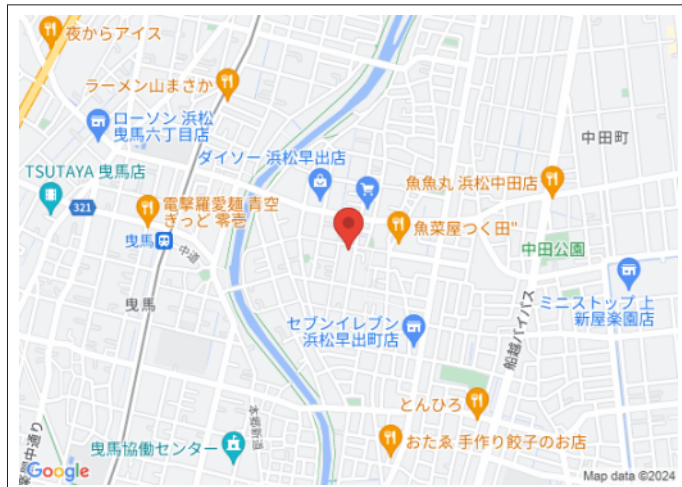 夜からアイス
ラーメン山まさか
ローソン 浜松
曳馬六丁目店
中田町
ダイソー 浜松早出店
TSUTAYA 曳馬店
魚魚丸 浜松中田店
321
電撃羅愛麺 青空
ぎっど 零壱
魚菜屋つく田"
曳馬
中道
中田公園
ミニストップ 上
新屋楽園店
曳馬
セブンイレブン
浜松早出町店
船越バイパス
とんひろ
曳馬協働センター
おたゑ 手作り餃子のお店
Google
Map data ©2024